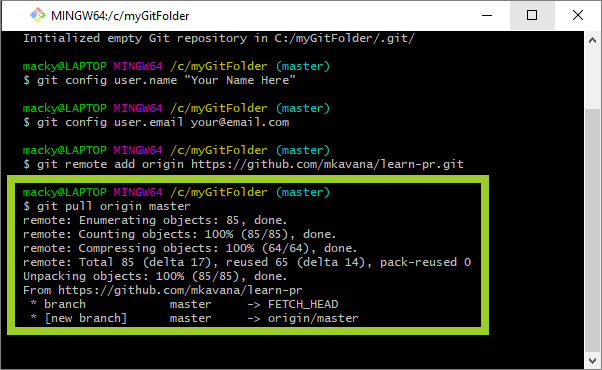 MINGW64:/c/myGitFolder
Initialized empty Git repository in C:/myGitFolder/.git/
macky@LAPTOP MINGW64 /c/myGitFolder (master)
$ git config user.name "Your Name Here"
macky@LAPTOP MINGW64 /c/myGitFolder (master)
$ git config user.email your@email.com
macky@LAPTOP MINGW64 /c/myGitFolder (master)
$ git remote add origin https://github.com/mkavana/learn-pr.git
macky@LAPTOP MINGW64 /c/myGitFolder (master)
$ git pull origin master
remote: Enumerating objects: 85, done.
remote: Counting objects: 100% (85/85), done.
remote: Compressing objects: 100% (64/64), done.
remote: Total 85 (delta 17), reused 65 (delta 14), pack-reused 0
Unpacking objects: 100% (85/85), done.
From https://github.com/mkavana/learn-pr
 * branch            master     -> FETCH_HEAD
 * [new branch]      master     -> origin/master